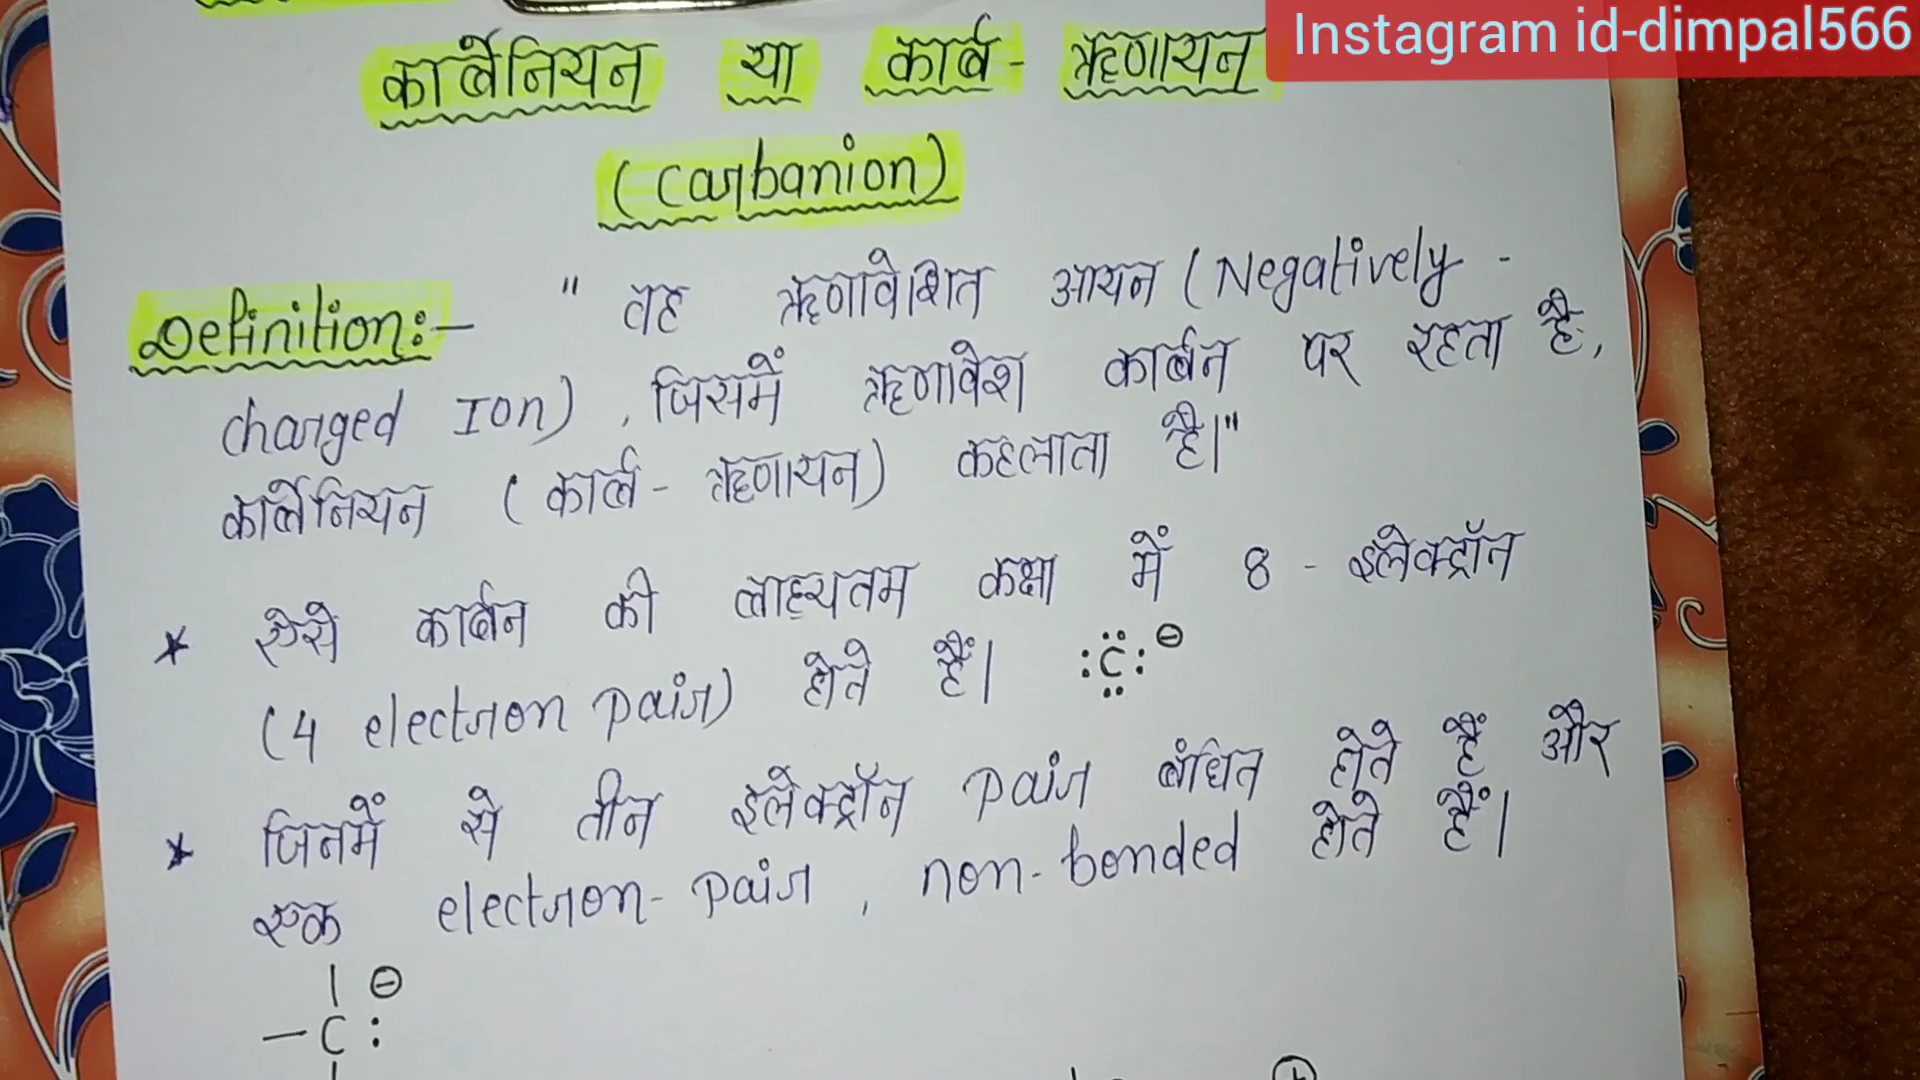 Instagram id-dimpal566
कार्बेनियन या कार्ब-ऋणायन
(Carbanion)
Definition:- " वह ऋणावेशित आयन (Negatively-
charged Ion), जिसमें ऋणावेश कार्बन पर रहता है,
कार्बेनियन (कार्ब-ऋणायन) कहलाता है।"
* ऐसे कार्बन की बाह्यतम कक्षा में 8-इलेक्ट्रॉन
(4 electron pair) होते हैं। :C: ⊖
* जिनमें से तीन इलेक्ट्रॉन pair बंधित होते हैं और
एक electron-pair, non-bonded होते हैं।
⊖
-C: